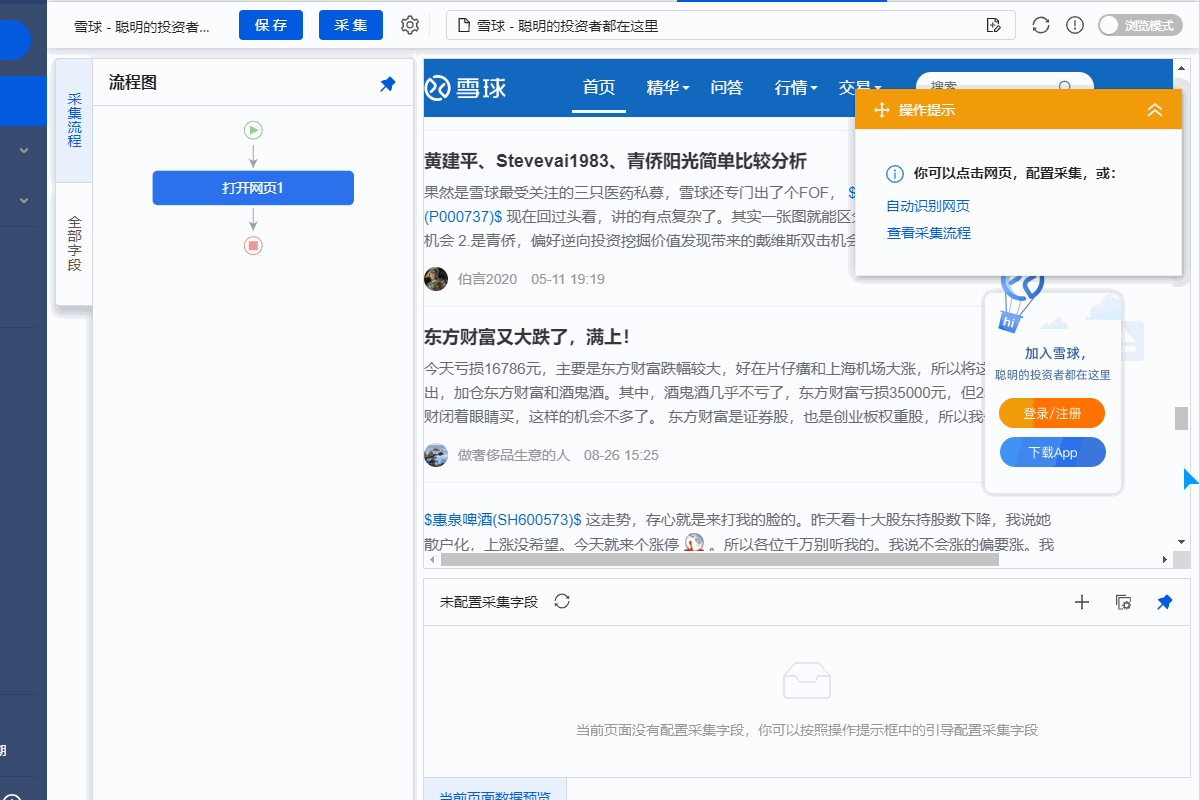 雪球 - 聪明的投资者...
保 存
采 集
雪球 - 聪明的投资者都在这里
浏览模式
采集流程
全部字段
流程图
打开网页1
雪球
首页
精华
问答
行情
交易
搜索
操作提示
你可以点击网页，配置采集，或：
自动识别网页
查看采集流程
黄建平、Stevevai1983、青侨阳光简单比较分析
果然是雪球最受关注的三只医药私募，雪球还专门出了个FOF， $
(P000737)$ 现在回过头看，讲的有点复杂了。其实一张图就能区
机会 2.是青侨，偏好逆向投资挖掘价值发现带来的戴维斯双击机会
伯言2020 05-11 19:19
东方财富又大跌了，满上！
今天亏损16786元，主要是东方财富跌幅较大，好在片仔癀和上海机场大涨，所以将这
出，加仓东方财富和酒鬼酒。其中，酒鬼酒几乎不亏了，东方财富亏损35000元，但2
财闭着眼睛买，这样的机会不多了。 东方财富是证券股，也是创业板权重股，所以我
做奢侈品生意的人 08-26 15:25
hi
加入雪球，
聪明的投资者都在这里
登录/注册
下载App
$惠泉啤酒(SH600573)$ 这走势，存心就是来打我的脸的。昨天看十大股东持股数下降，我说她
散户化，上涨没希望。今天就来个涨停 。所以各位千万别听我的。我说不会涨的偏要涨。我
未配置采集字段
当前页面没有配置采集字段，你可以按照操作提示框中的引导配置采集字段
当前页面数据预览